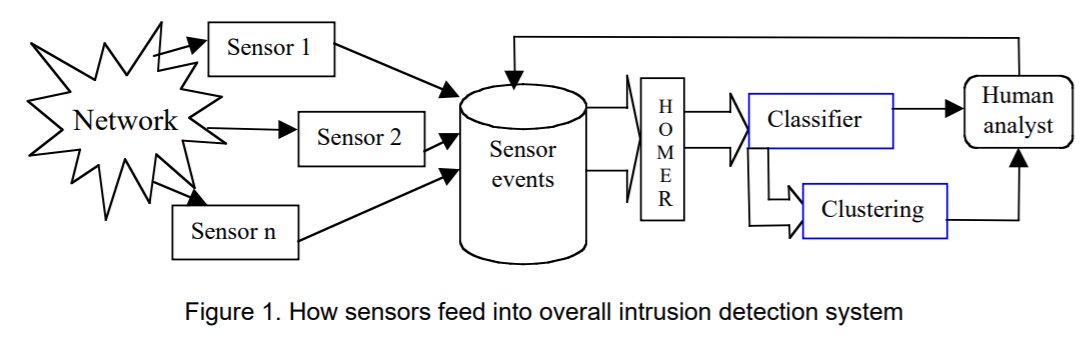 Sensor 1
Network
Sensor 2
Sensor n
Sensor
events
H
O
M
E
R
Classifier
Clustering
Human
analyst
Figure 1. How sensors feed into overall intrusion detection system